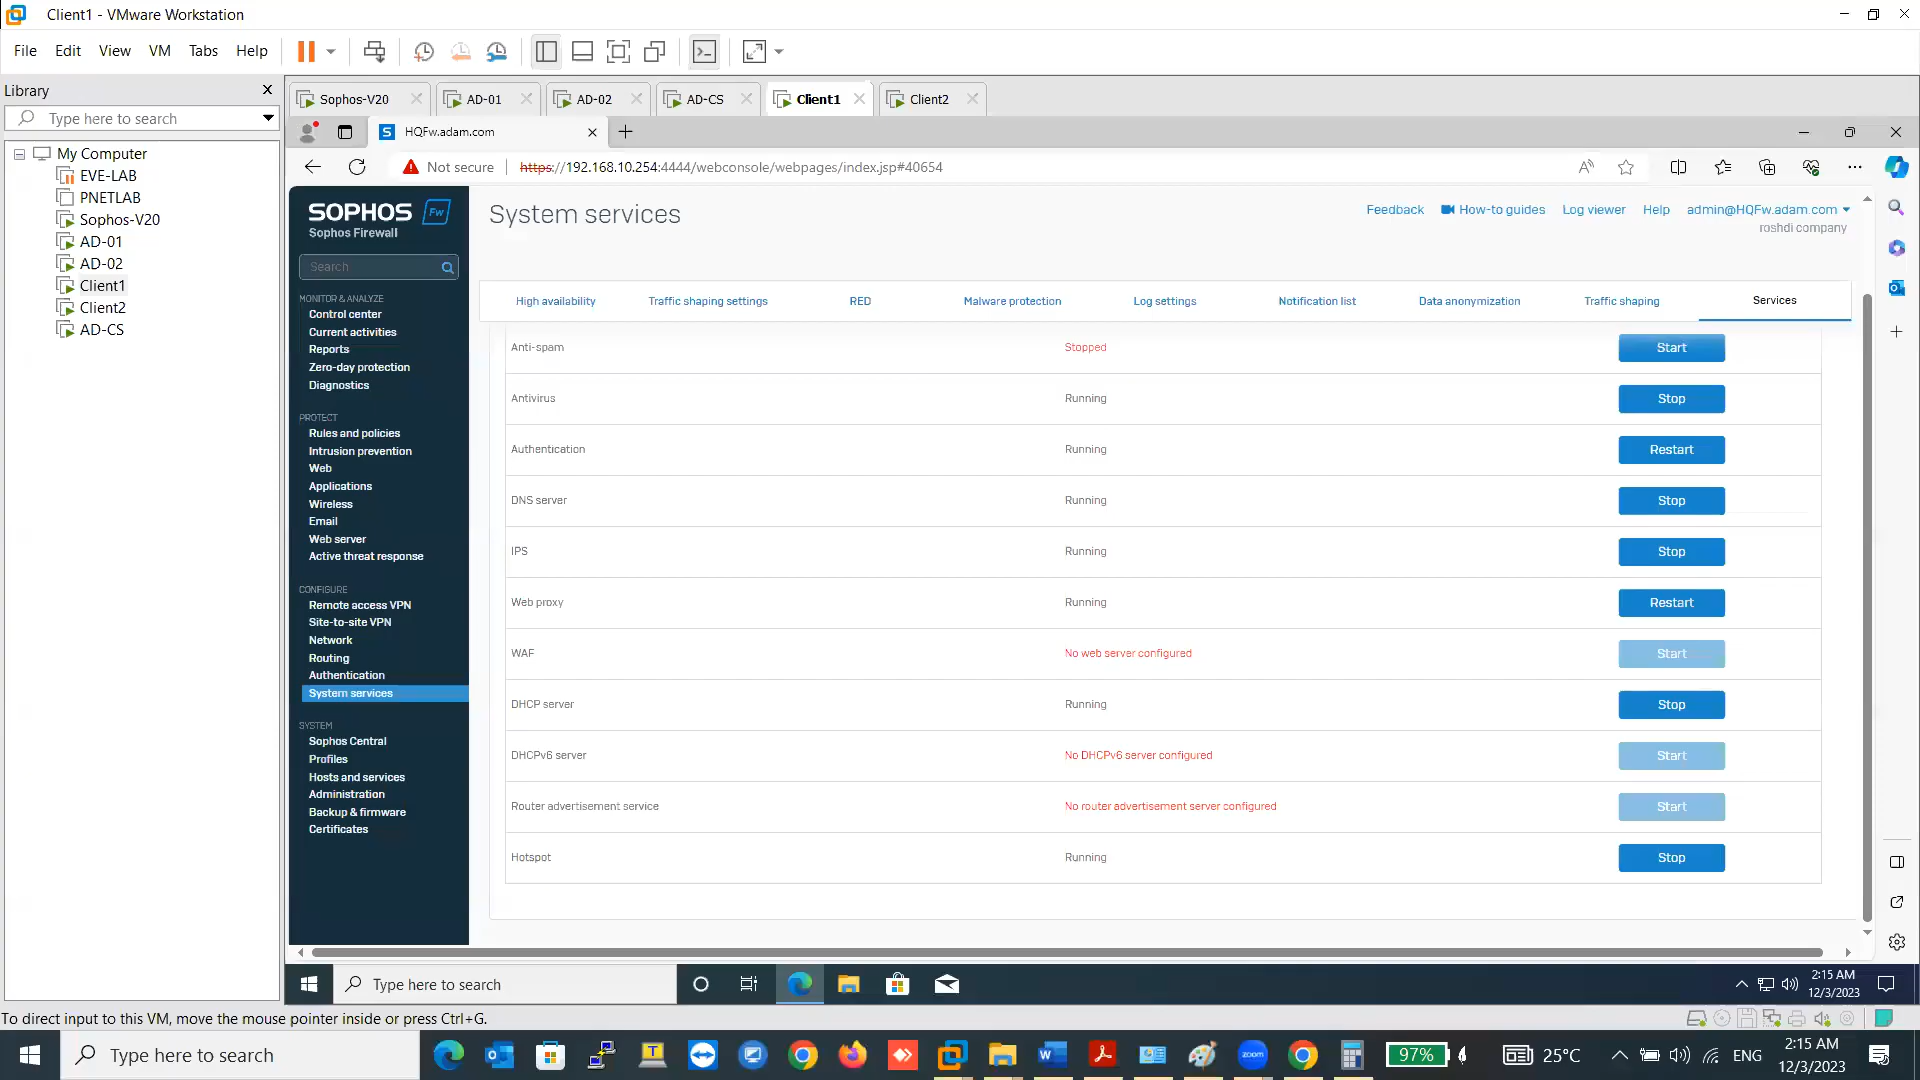 Client1 - VMware Workstation
File Edit View VM Tabs Help
Library
Type here to search
My Computer
EVE-LAB
PNETLAB
Sophos-V20
AD-01
AD-02
Client1
Client2
AD-CS
Sophos-V20 AD-01 AD-02 AD-CS Client1 Client2
HQFw.adam.com
Not secure https://192.168.10.254:4444/webconsole/webpages/index.jsp#40654
SOPHOS Fw
Sophos Firewall
Search
MONITOR & ANALYZE
Control center
Current activities
Reports
Zero-day protection
Diagnostics
PROTECT
Rules and policies
Intrusion prevention
Web
Applications
Wireless
Email
Web server
Active threat response
CONFIGURE
Remote access VPN
Site-to-site VPN
Network
Routing
Authentication
System services
SYSTEM
Sophos Central
Profiles
Hosts and services
Administration
Backup & firmware
Certificates
System services
Feedback How-to guides Log viewer Help admin@HQFw.adam.com
roshdi company
High availability Traffic shaping settings RED Malware protection Log settings Notification list Data anonymization Traffic shaping Services
Anti-spam Stopped Start
Antivirus Running Stop
Authentication Running Restart
DNS server Running Stop
IPS Running Stop
Web proxy Running Restart
WAF No web server configured Start
DHCP server Running Stop
DHCPv6 server No DHCPv6 server configured Start
Router advertisement service No router advertisement server configured Start
Hotspot Running Stop
Type here to search
2:15 AM
12/3/2023
To direct input to this VM, move the mouse pointer inside or press Ctrl+G.
Type here to search
zoom
97%
25°C
ENG
2:15 AM
12/3/2023